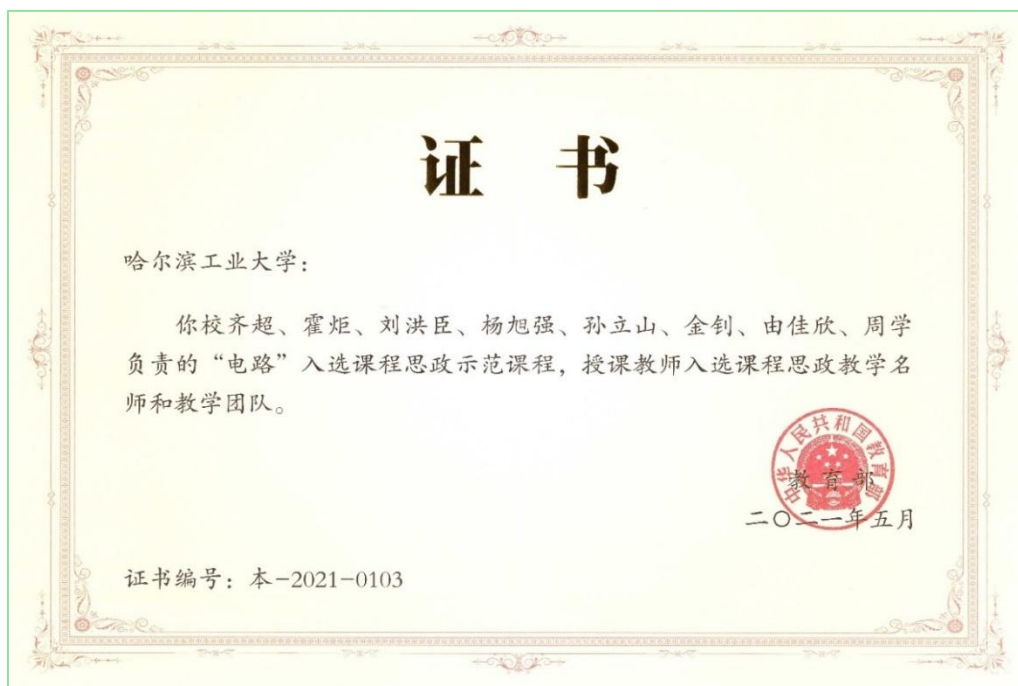 证 书
哈尔滨工业大学：
你校齐超、霍炬、刘洪臣、杨旭强、孙立山、金钊、由佳欣、周学
负责的“电路”入选课程思政示范课程，授课教师入选课程思政教学名
师和教学团队。
中华人民共和国教育部
教育部
二〇二一年五月
证书编号：本-2021-0103